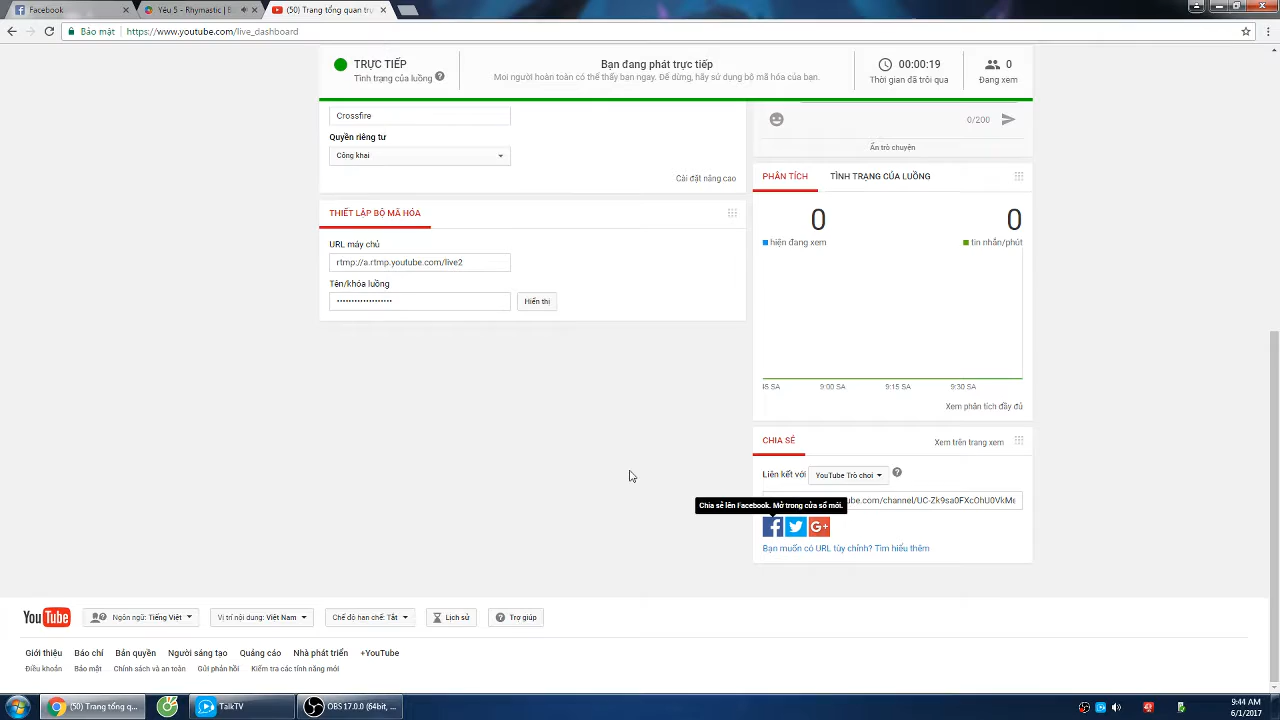 Facebook
Yêu 5 - Rhymastic | B
(50) Trang tổng quan tr
Bảo mật
https://www.youtube.com/live_dashboard
TRỰC TIẾP
Tình trạng của luồng
Bạn đang phát trực tiếp
Mọi người hoàn toàn có thể thấy bạn ngay. Để dừng, hãy sử dụng bộ mã hóa của bạn.
00:00:19
Thời gian đã trôi qua
0
Đang xem
Crossfire
Quyền riêng tư
Công khai
Cài đặt nâng cao
0/200
Ẩn trò chuyện
THIẾT LẬP BỘ MÃ HÓA
URL máy chủ
rtmp://a.rtmp.youtube.com/live2
Tên/khóa luồng
••••••••••••••••••• Hiển thị
PHÂN TÍCH TÌNH TRẠNG CỦA LUỒNG
0 0
hiện đang xem tin nhắn/phút
45 SA 9:00 SA 9:15 SA 9:30 SA
Xem phân tích đầy đủ
CHIA SẺ Xem trên trang xem
Liên kết với YouTube Trò chơi
ube.com/channel/UC-Zk9sa0FXcOhU0VkMe
Chia sẻ lên Facebook. Mở trong cửa sổ mới.
Bạn muốn có URL tùy chỉnh? Tìm hiểu thêm
YouTube Ngôn ngữ: Tiếng Việt Vị trí nội dung: Việt Nam Chế độ hạn chế: Tắt Lịch sử Trợ giúp
Giới thiệu Báo chí Bản quyền Người sáng tạo Quảng cáo Nhà phát triển +YouTube
Điều khoản Bảo mật Chính sách và an toàn Gửi phản hồi Kiểm tra các tính năng mới
(50) Trang tổng q... TalkTV OBS 17.0.0 (64bit, ...
9:44 AM
6/1/2017